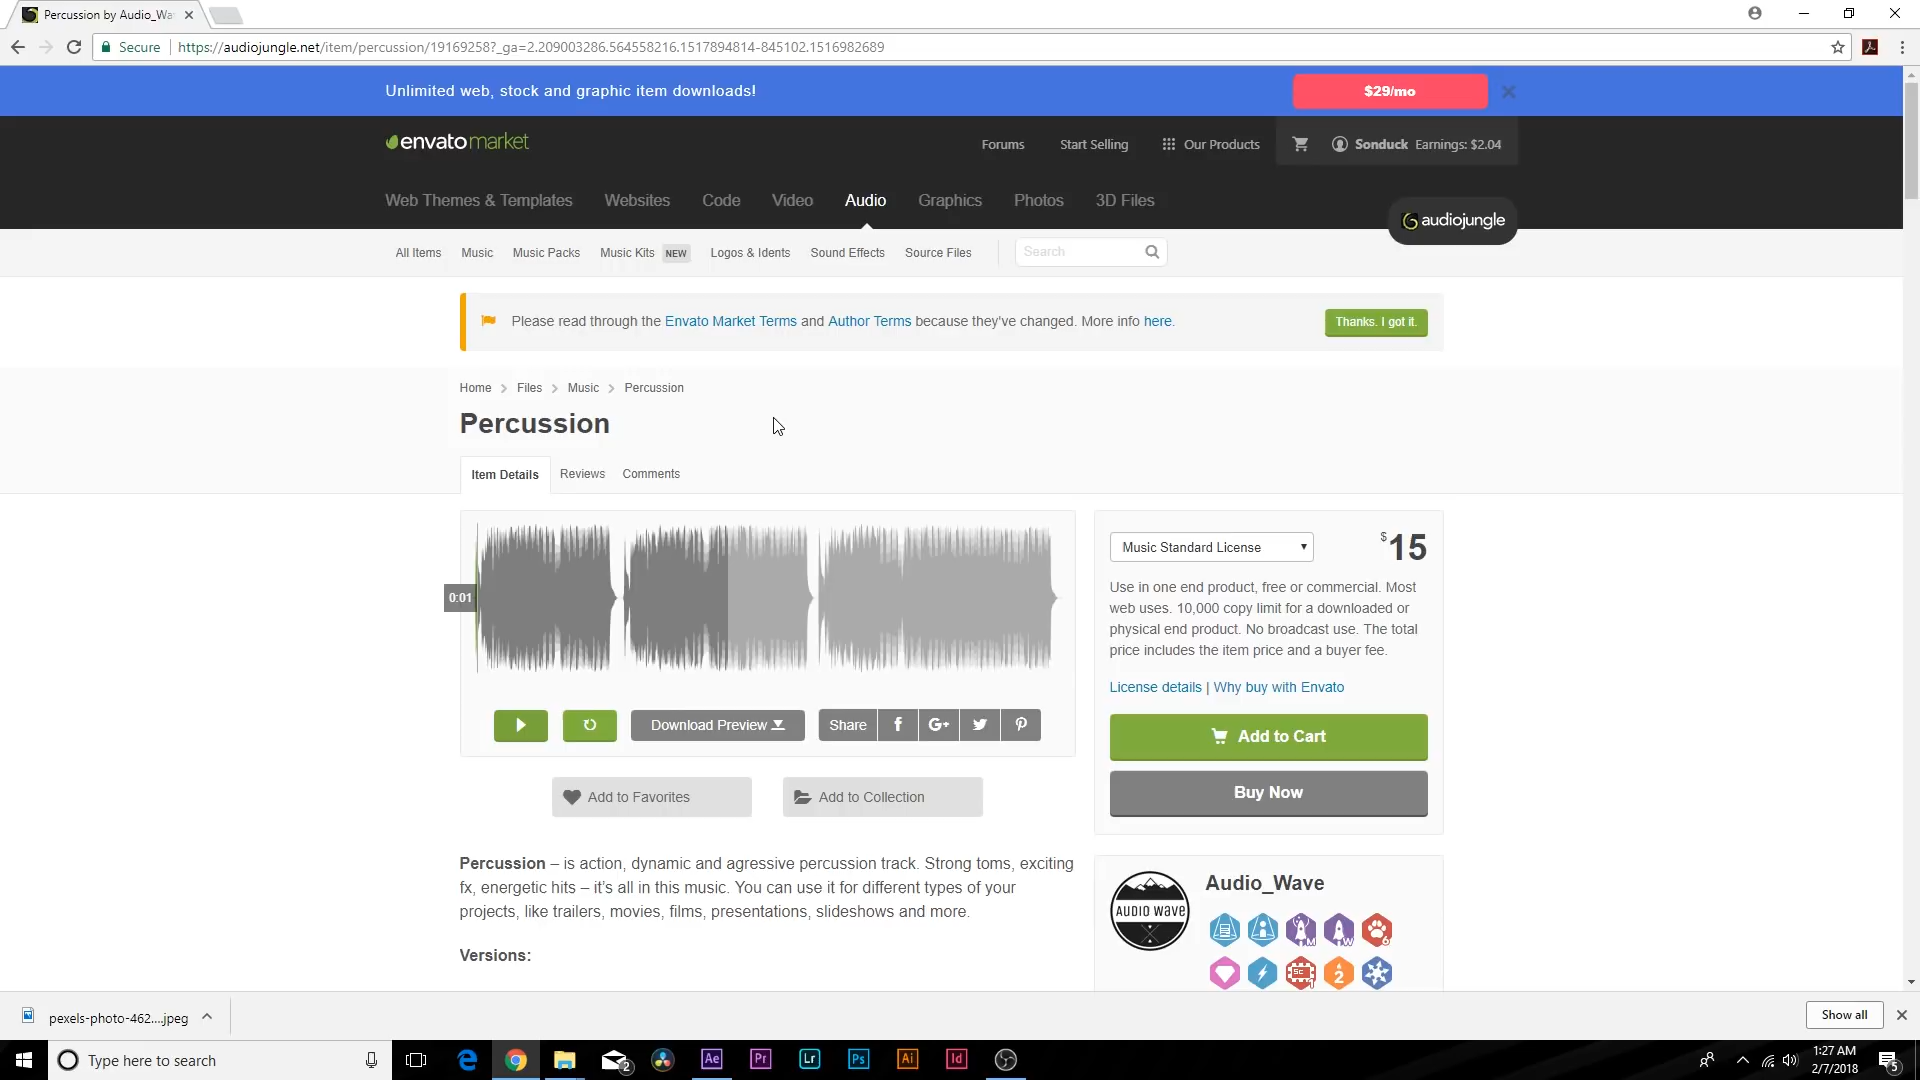 Percussion by Audio_Wa
Secure
https://audiojungle.net/item/percussion/19169258?_ga=2.209003286.564558216.1517894814-845102.1516982689
Unlimited web, stock and graphic item downloads!
$29/mo
envatomarket
Forums
Start Selling
Our Products
Sonduck Earnings: $2.04
Web Themes & Templates
Websites
Code
Video
Audio
Graphics
Photos
3D Files
audiojungle
All Items
Music
Music Packs
Music Kits NEW
Logos & Idents
Sound Effects
Source Files
Search
Please read through the Envato Market Terms and Author Terms because they've changed. More info here.
Thanks. I got it.
Home > Files > Music > Percussion
Percussion
Item Details
Reviews
Comments
0:01
Download Preview
Share
G+
Add to Favorites
Add to Collection
Music Standard License
$15
Use in one end product, free or commercial. Most
web uses. 10,000 copy limit for a downloaded or
physical end product. No broadcast use. The total
price includes the item price and a buyer fee.
License details | Why buy with Envato
Add to Cart
Buy Now
Percussion – is action, dynamic and agressive percussion track. Strong toms, exciting
fx, energetic hits – it's all in this music. You can use it for different types of your
projects, like trailers, movies, films, presentations, slideshows and more.
Versions:
AUDIO WAVE
Audio_Wave
M
W
6
Sc
2
pexels-photo-462....jpeg
Show all
Type here to search
2
Ae
Pr
Lr
Ps
Ai
Id
1:27 AM
2/7/2018
5